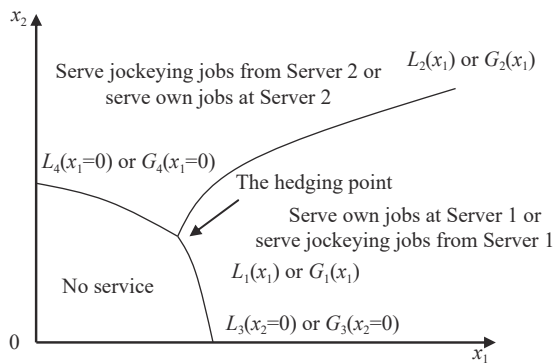 x₂
Serve jockeying jobs from Server 2 or
serve own jobs at Server 2
L₂(x₁) or G₂(x₁)
L₄(x₁=0) or G₄(x₁=0)
The hedging point
Serve own jobs at Server 1 or
serve jockeying jobs from Server 1
No service
L₁(x₁) or G₁(x₁)
L₃(x₂=0) or G₃(x₂=0)
0
x₁